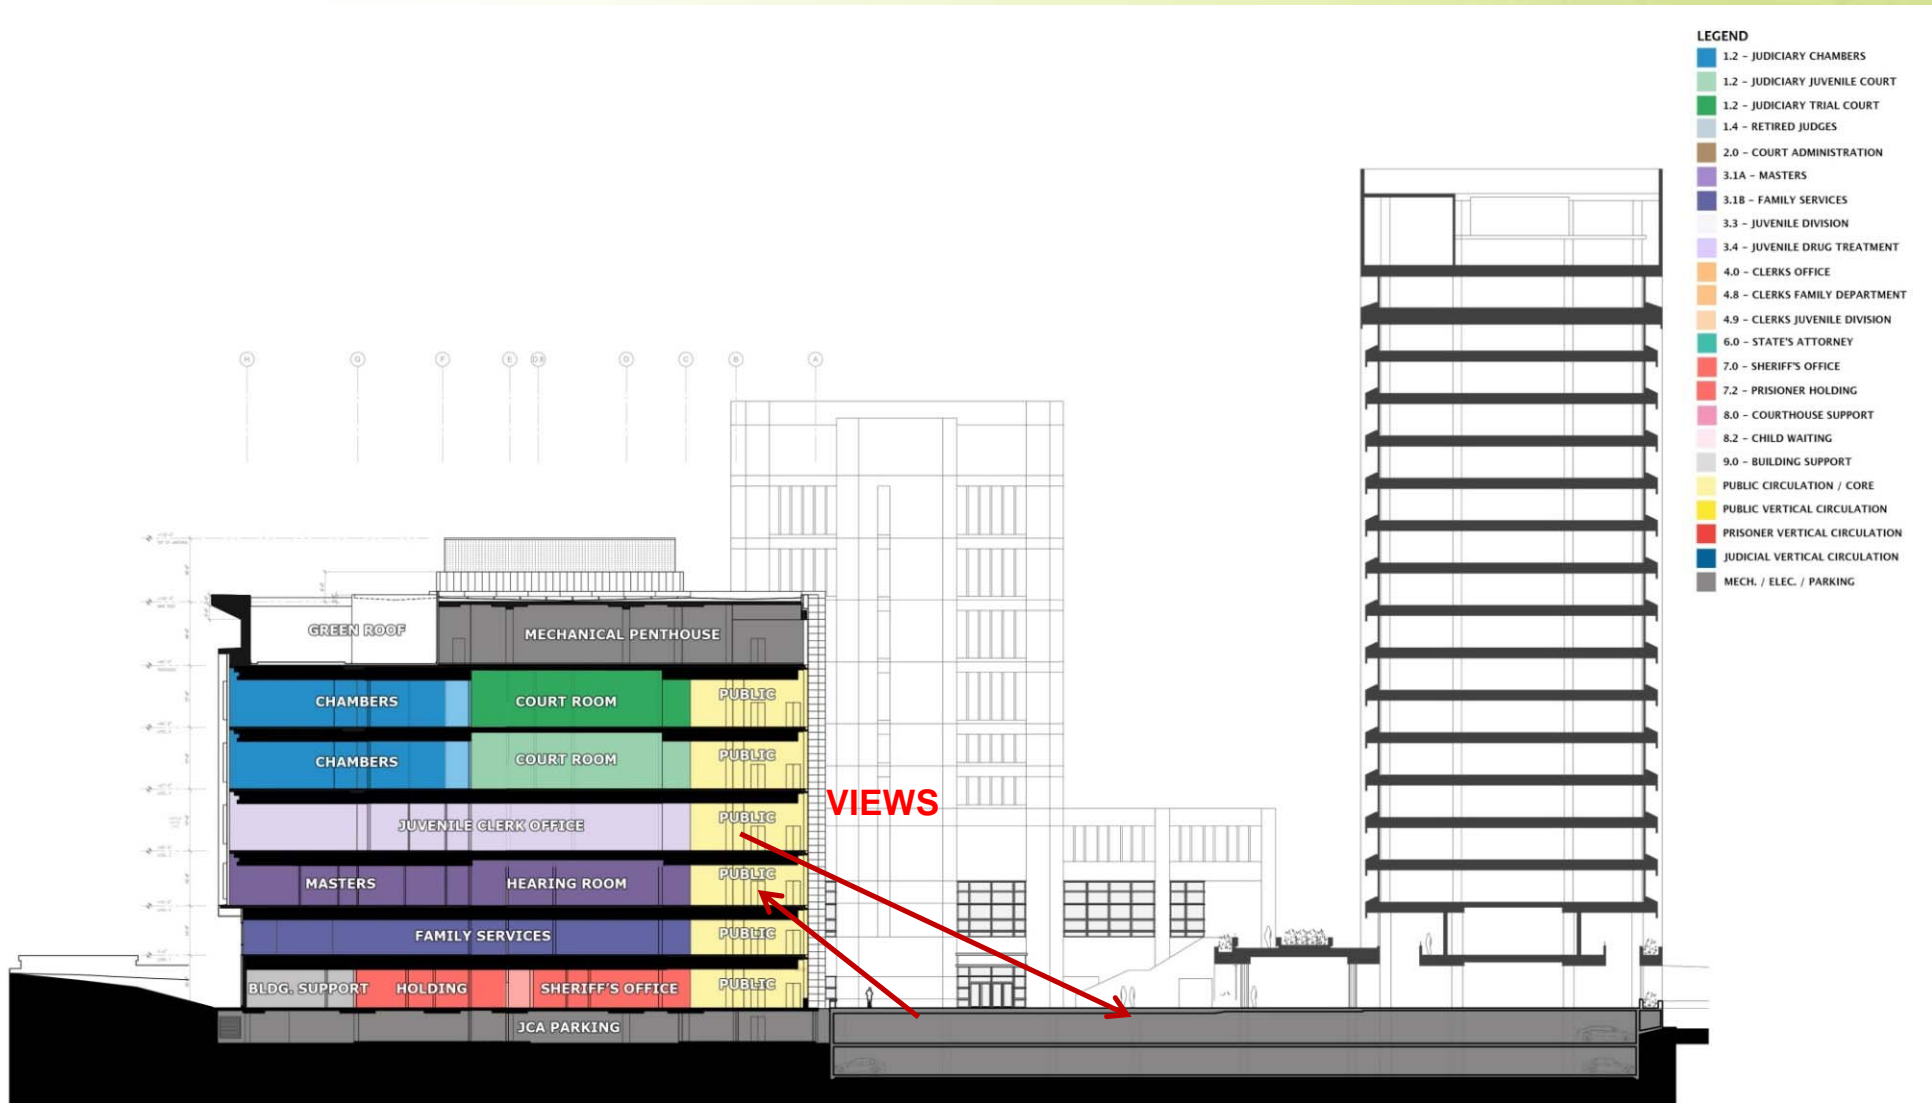 LEGEND
1.2 – JUDICIARY CHAMBERS
1.2 – JUDICIARY JUVENILE COURT
1.2 – JUDICIARY TRIAL COURT
1.4 – RETIRED JUDGES
2.0 – COURT ADMINISTRATION
3.1A – MASTERS
3.1B – FAMILY SERVICES
3.3 – JUVENILE DIVISION
3.4 – JUVENILE DRUG TREATMENT
4.0 – CLERKS OFFICE
4.8 – CLERKS FAMILY DEPARTMENT
4.9 – CLERKS JUVENILE DIVISION
6.0 – STATE'S ATTORNEY
7.0 – SHERIFF'S OFFICE
7.2 – PRISIONER HOLDING
8.0 – COURTHOUSE SUPPORT
8.2 – CHILD WAITING
9.0 – BUILDING SUPPORT
PUBLIC CIRCULATION / CORE
PUBLIC VERTICAL CIRCULATION
PRISONER VERTICAL CIRCULATION
JUDICIAL VERTICAL CIRCULATION
MECH. / ELEC. / PARKING
H G F E DX D C B A
GREEN ROOF MECHANICAL PENTHOUSE
CHAMBERS COURT ROOM PUBLIC
CHAMBERS COURT ROOM PUBLIC
VIEWS
JUVENILE CLERK OFFICE PUBLIC
MASTERS HEARING ROOM PUBLIC
FAMILY SERVICES PUBLIC
BLDG. SUPPORT HOLDING SHERIFF'S OFFICE PUBLIC
JCA PARKING